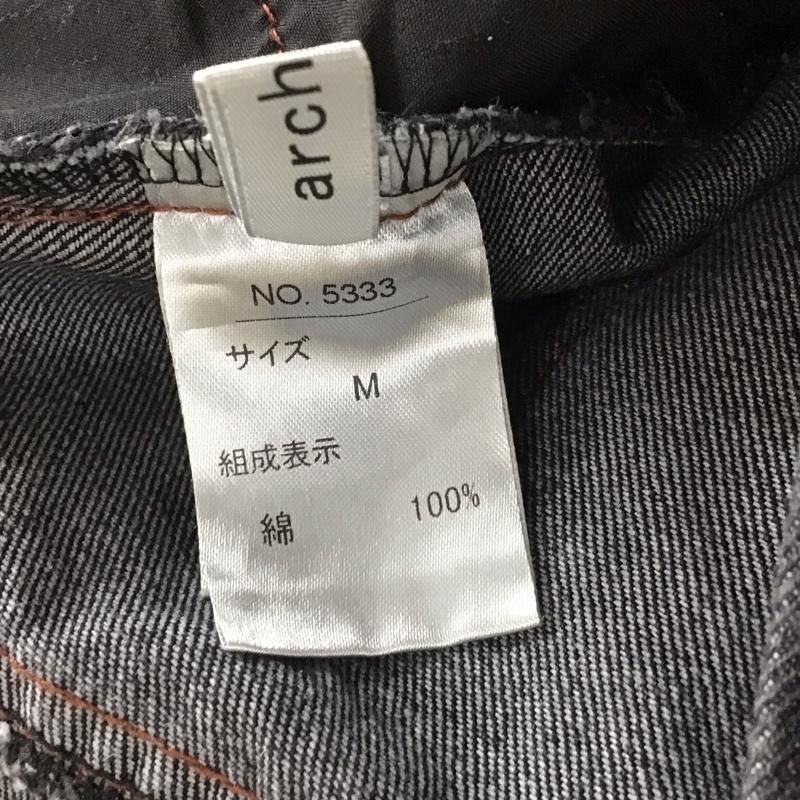 arch
NO. 5333
サイズ
M
組成表示
綿 100%